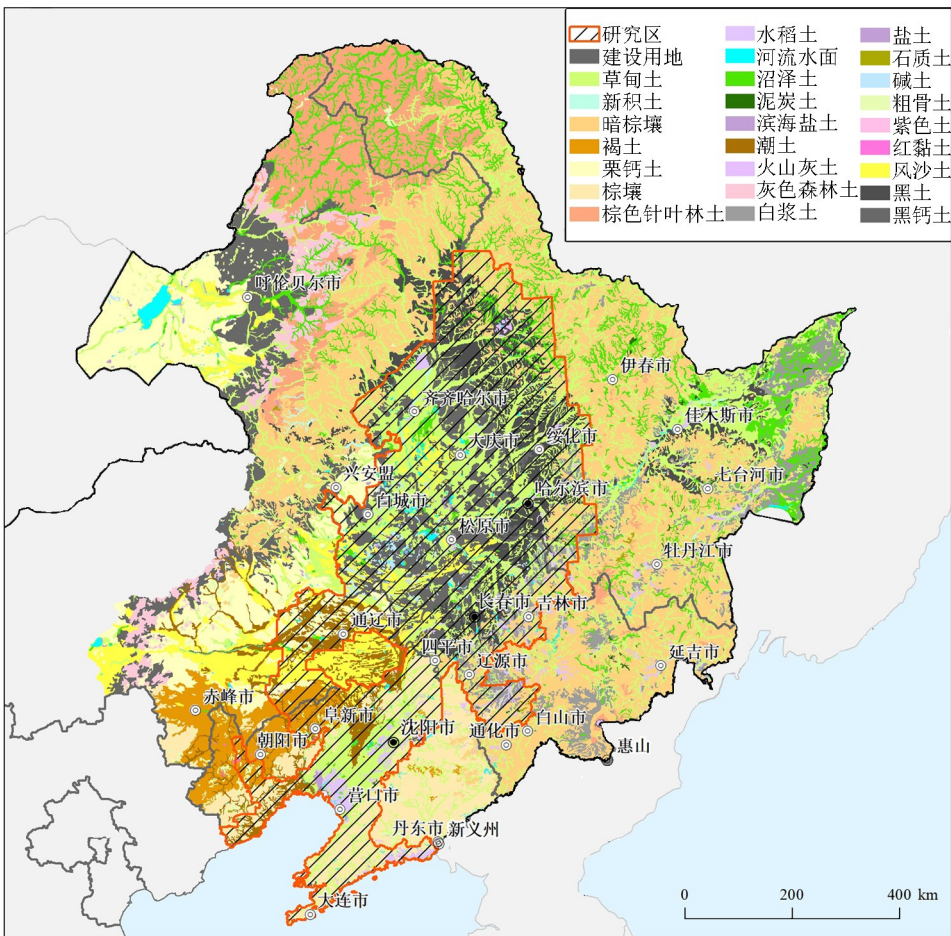 研究区
建设用地
草甸土
新积土
暗棕壤
褐土
栗钙土
棕壤
棕色针叶林土
水稻土
河流水面
沼泽土
泥炭土
滨海盐土
潮土
火山灰土
灰色森林土
白浆土
盐土
石质土
碱土
粗骨土
紫色土
红黏土
风沙土
黑土
黑钙土
呼伦贝尔市
伊春市
齐齐哈尔市
佳木斯市
大庆市
绥化市
兴安盟
七台河市
白城市
哈尔滨市
松原市
牡丹江市
长春市
吉林市
通辽市
四平市
辽源市
延吉市
赤峰市
阜新市
沈阳市
白山市
朝阳市
通化市
惠山
营口市
丹东市
新义州
大连市
0 200 400 km